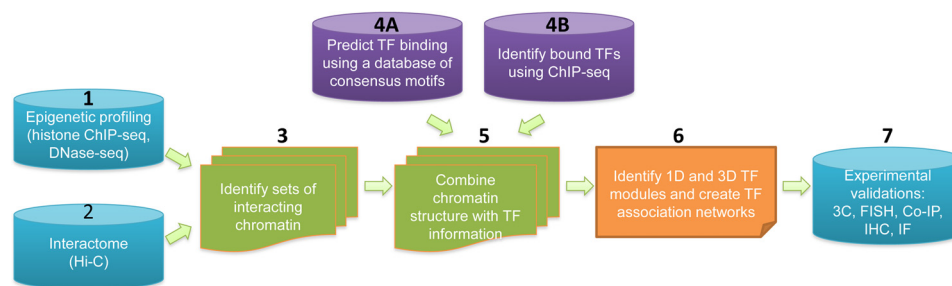 4A
Predict TF binding
using a database of
consensus motifs
4B
Identify bound TFs
using ChIP-seq
1
Epigenetic profiling
(histone ChIP-seq,
DNase-seq)
2
Interactome
(Hi-C)
3
Identify sets of
interacting
chromatin
5
Combine
chromatin
structure with TF
information
6
Identify 1D and 3D TF
modules and create TF
association networks
7
Experimental
validations:
3C, FISH, Co-IP,
IHC, IF